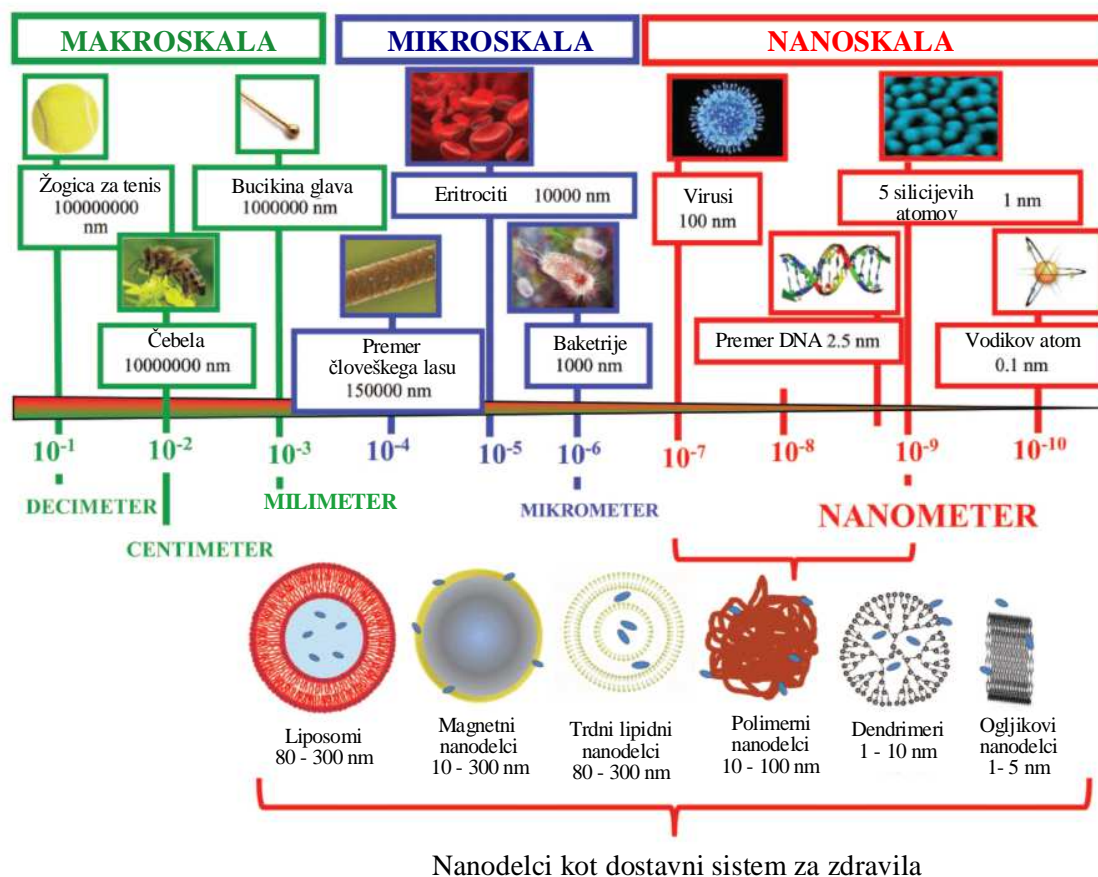 MAKROSKALA
MIKROSKALA
NANOSKALA
Žogica za tenis
100000000
nm
Bucikina glava
1000000 nm
Eritrociti 10000 nm
Virusi
100 nm
5 silicijevih
atomov 1 nm
Čebela
10000000 nm
Premer
človeškega lasu
150000 nm
Baketrije
1000 nm
Premer DNA 2.5 nm
Vodikov atom
0.1 nm
10-1
10-2
10-3
10-4
10-5
10-6
10-7
10-8
10-9
10-10
DECIMETER
CENTIMETER
MILIMETER
MIKROMETER
NANOMETER
Liposomi
80 - 300 nm
Magnetni
nanodelci
10 - 300 nm
Trdni lipidni
nanodelci
80 - 300 nm
Polimerni
nanodelci
10 - 100 nm
Dendrimeri
1 - 10 nm
Ogljikovi
nanodelci
1- 5 nm
Nanodelci kot dostavni sistem za zdravila